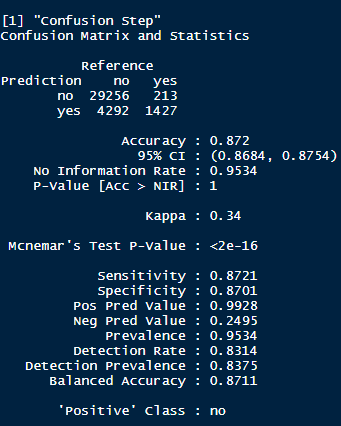 [1] "Confusion Step"
Confusion Matrix and Statistics
Reference
Prediction no yes
no 29256 213
yes 4292 1427
Accuracy : 0.872
95% CI : (0.8684, 0.8754)
No Information Rate : 0.9534
P-Value [Acc > NIR] : 1
Kappa : 0.34
Mcnemar's Test P-Value : <2e-16
Sensitivity : 0.8721
Specificity : 0.8701
Pos Pred Value : 0.9928
Neg Pred Value : 0.2495
Prevalence : 0.9534
Detection Rate : 0.8314
Detection Prevalence : 0.8375
Balanced Accuracy : 0.8711
'Positive' Class : no